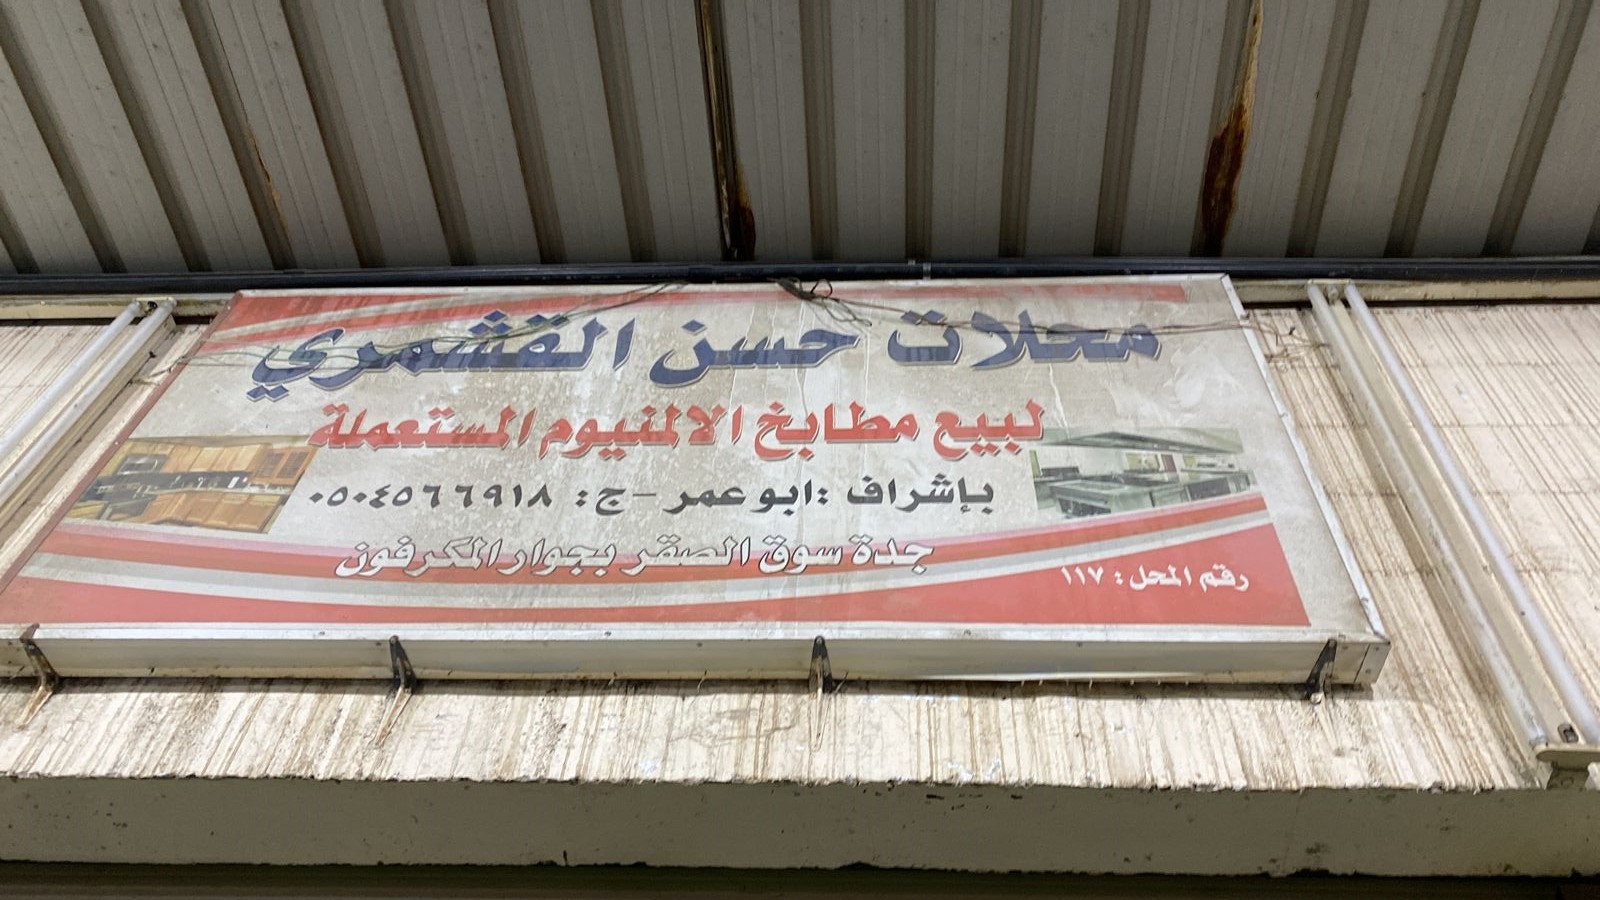 محلات حسن القشمري
لبيع مطابخ الالمنيوم المستعملة
بإشراف :ابو عمر - ج: ٠٥٠٤٥٦٦٩١٨
جدة سوق الصقر بجوار المكرفون
رقم المحل: ١١٧